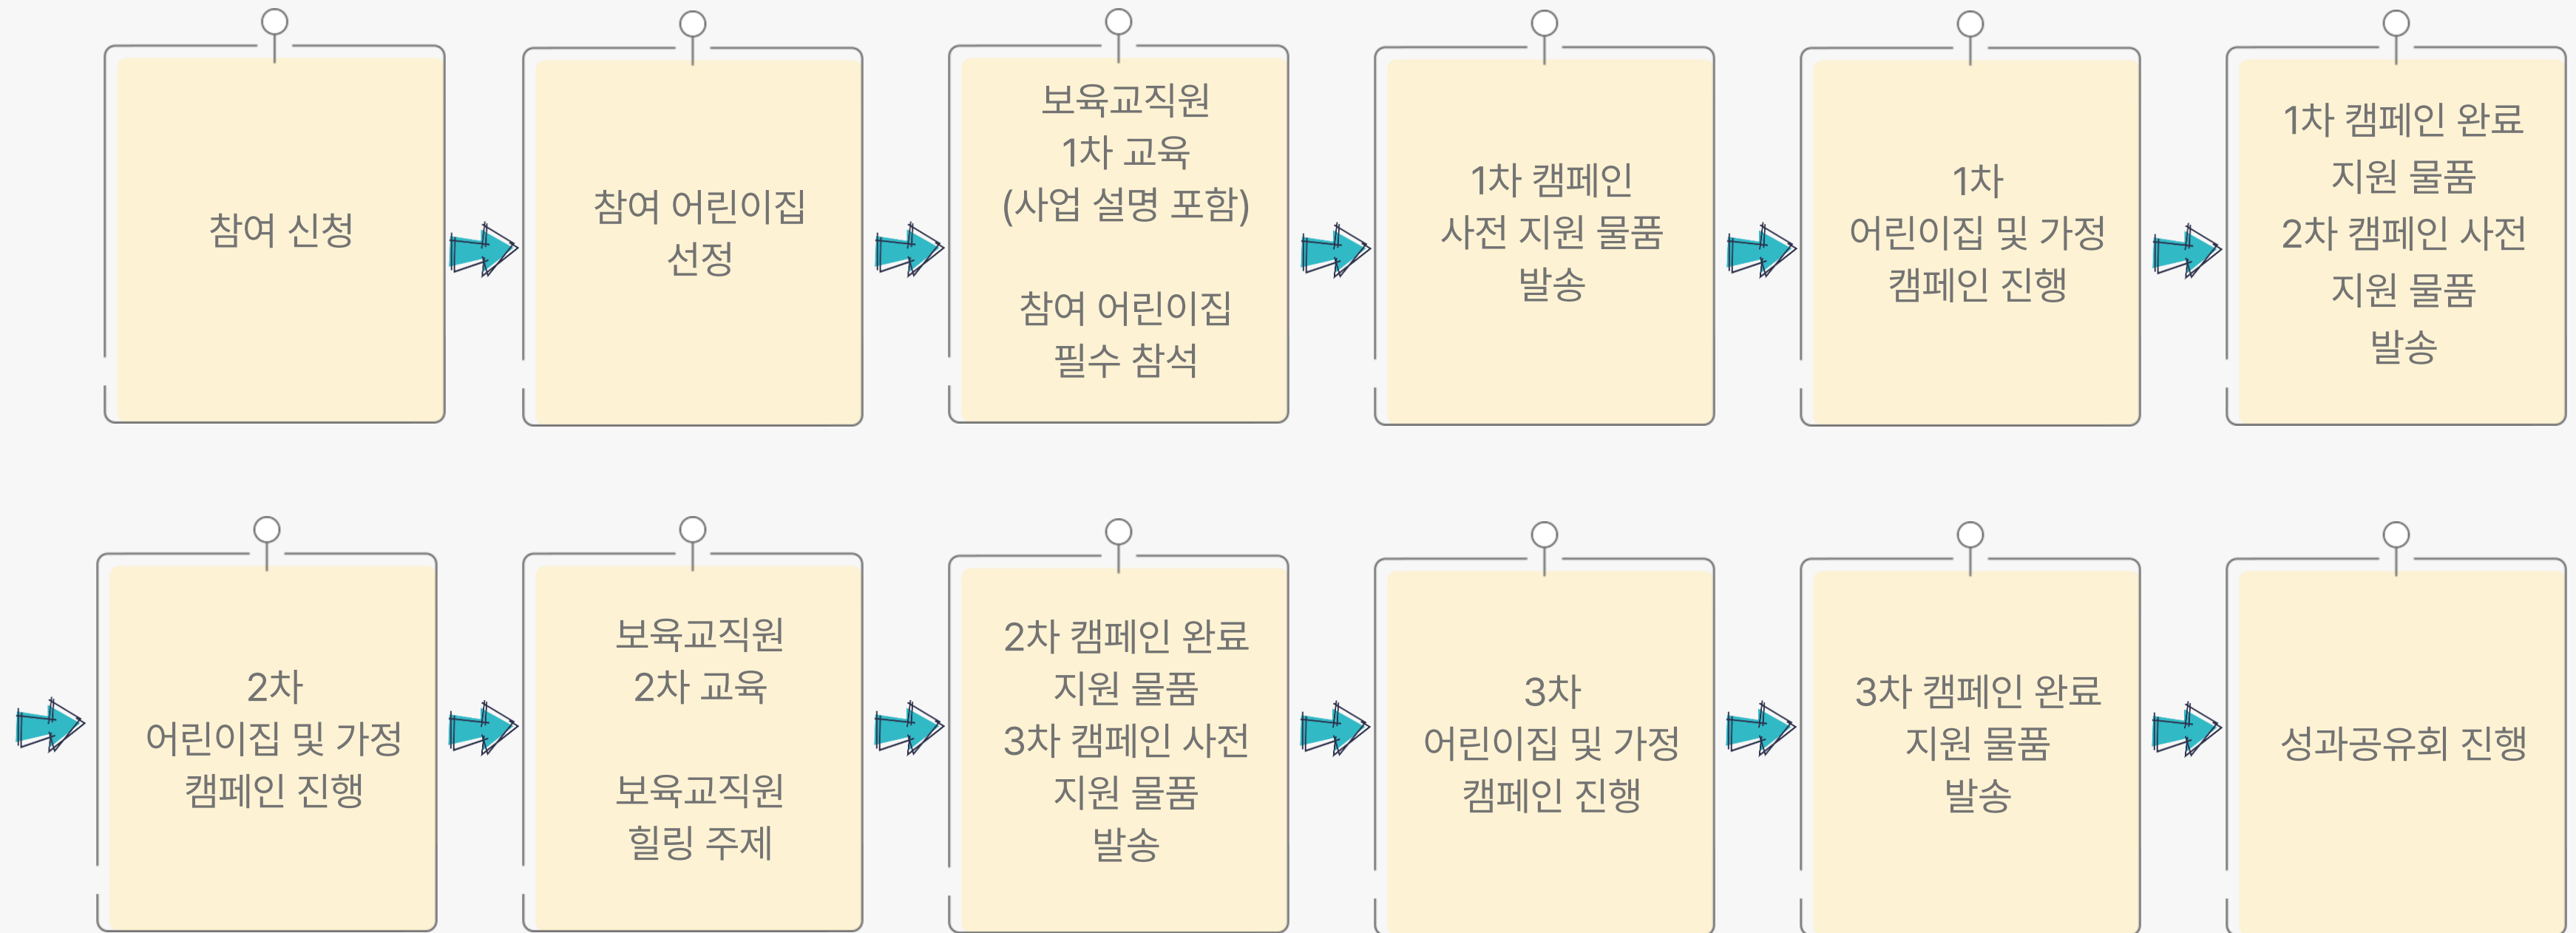 참여 신청
참여 어린이집
선정
보육교직원
1차 교육
(사업 설명 포함)
참여 어린이집
필수 참석
1차 캠페인
사전 지원 물품
발송
1차
어린이집 및 가정
캠페인 진행
1차 캠페인 완료
지원 물품
2차 캠페인 사전
지원 물품
발송
2차
어린이집 및 가정
캠페인 진행
보육교직원
2차 교육
보육교직원
힐링 주제
2차 캠페인 완료
지원 물품
3차 캠페인 사전
지원 물품
발송
3차
어린이집 및 가정
캠페인 진행
3차 캠페인 완료
지원 물품
발송
성과공유회 진행